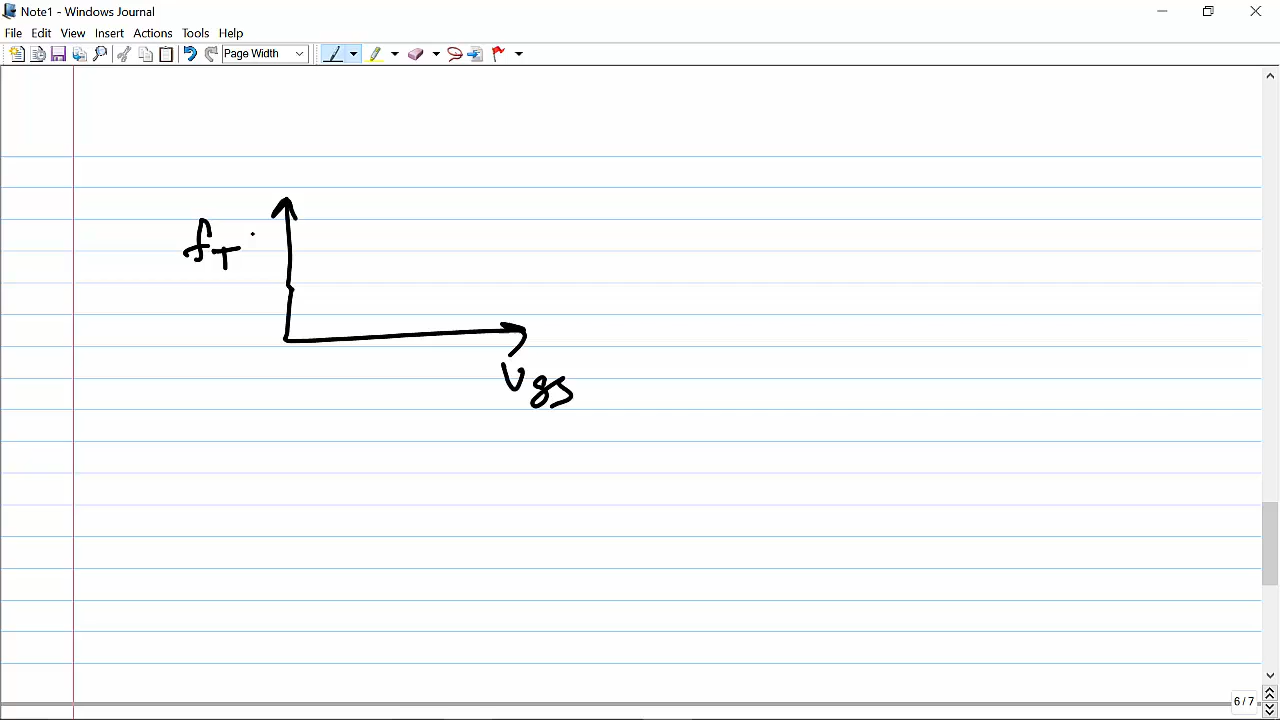 Note1 - Windows Journal
File Edit View Insert Actions Tools Help
Page Width
fT
Vgs
6 / 7